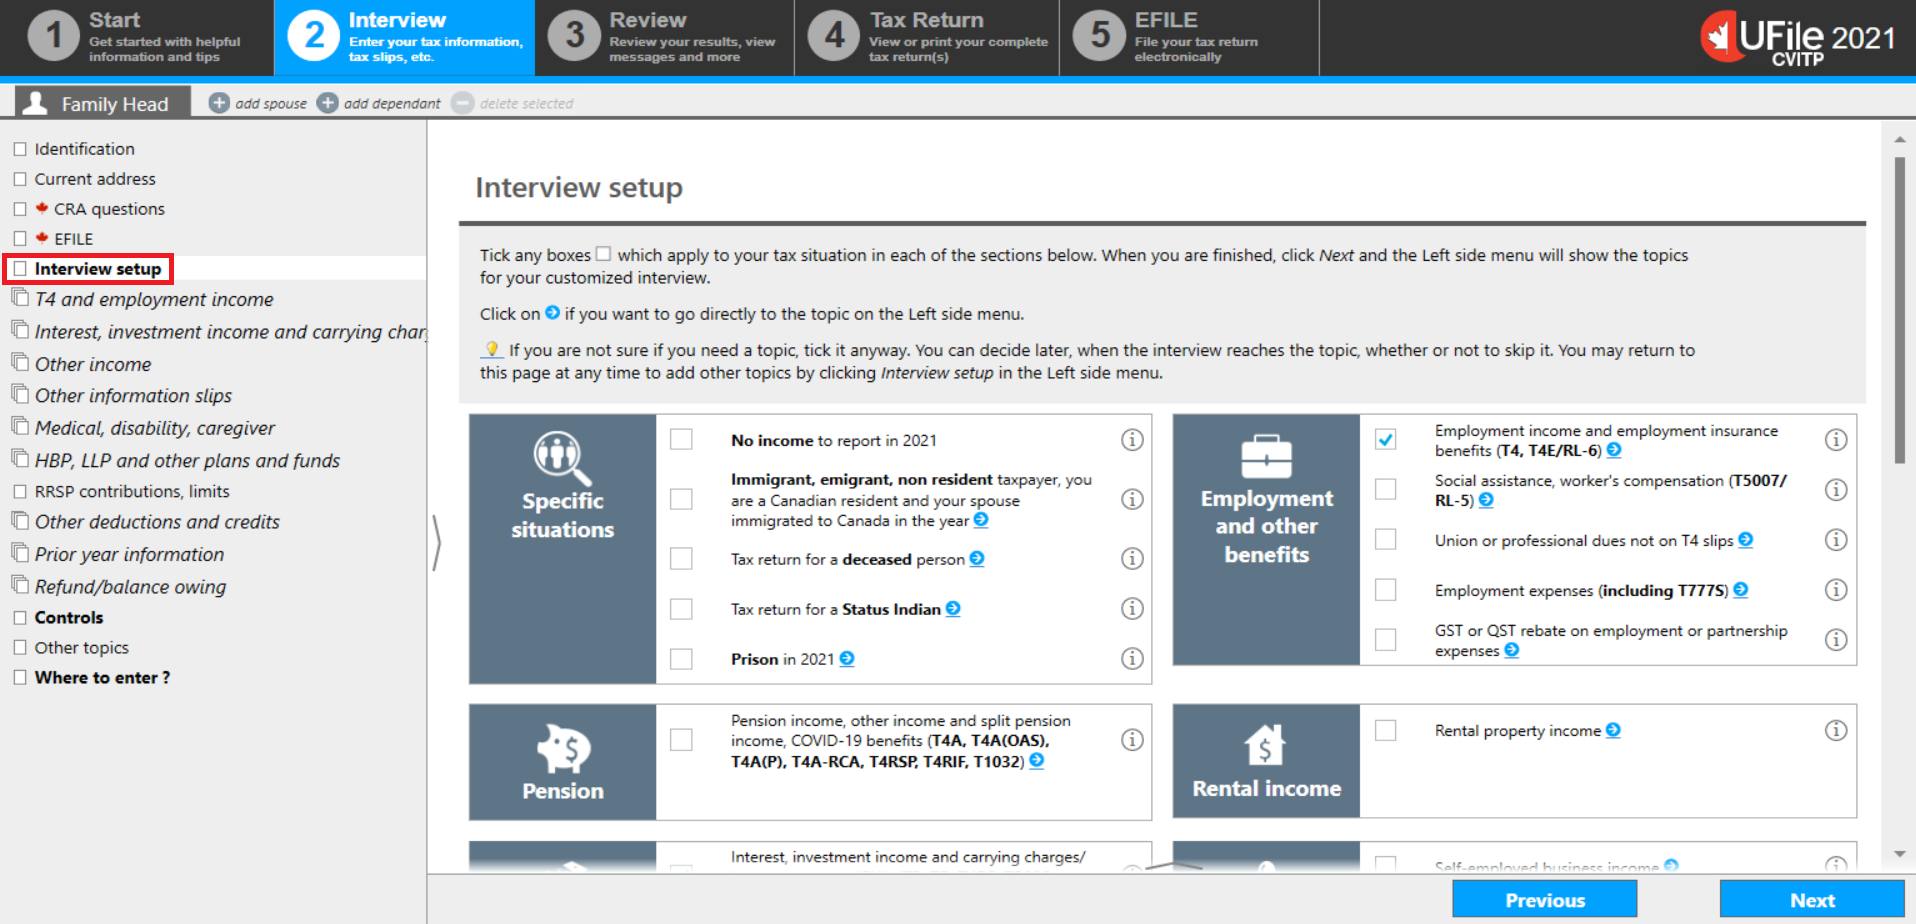 1
Start
Get started with helpful
information and tips
2
Interview
Enter your tax information,
tax slips, etc.
3
Review
Review your results, view
messages and more
4
Tax Return
View or print your complete
tax return(s)
5
EFILE
File your tax return
electronically
UFile 2021
CVITP
Family Head
add spouse
add dependant
delete selected
Identification
Current address
CRA questions
EFILE
Interview setup
T4 and employment income
Interest, investment income and carrying char
Other income
Other information slips
Medical, disability, caregiver
HBP, LLP and other plans and funds
RRSP contributions, limits
Other deductions and credits
Prior year information
Refund/balance owing
Controls
Other topics
Where to enter ?
Interview setup
Tick any boxes which apply to your tax situation in each of the sections below. When you are finished, click Next and the Left side menu will show the topics
for your customized interview.
Click on if you want to go directly to the topic on the Left side menu.
If you are not sure if you need a topic, tick it anyway. You can decide later, when the interview reaches the topic, whether or not to skip it. You may return to
this page at any time to add other topics by clicking Interview setup in the Left side menu.
Specific
situations
No income to report in 2021
Immigrant, emigrant, non resident taxpayer, you
are a Canadian resident and your spouse
immigrated to Canada in the year
Tax return for a deceased person
Tax return for a Status Indian
Prison in 2021
Employment
and other
benefits
Employment income and employment insurance
benefits (T4, T4E/RL-6)
Social assistance, worker's compensation (T5007/
RL-5)
Union or professional dues not on T4 slips
Employment expenses (including T777S)
GST or QST rebate on employment or partnership
expenses
Pension
Pension income, other income and split pension
income, COVID-19 benefits (T4A, T4A(OAS),
T4A(P), T4A-RCA, T4RSP, T4RIF, T1032)
Rental income
Rental property income
Interest, investment income and carrying charges/
Self-employed business income
Previous
Next